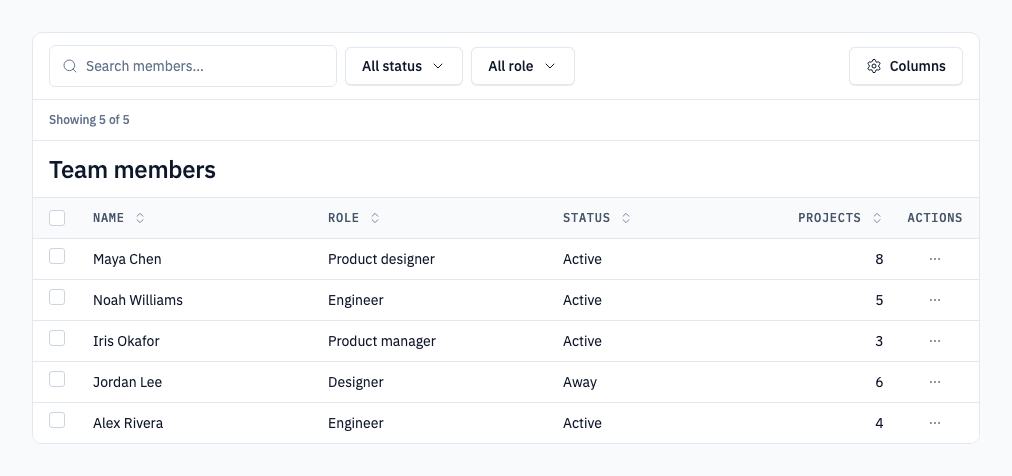 Search members...
All status
All role
Columns
Showing 5 of 5
Team members
NAME ROLE STATUS PROJECTS ACTIONS
Maya Chen Product designer Active 8 ...
Noah Williams Engineer Active 5 ...
Iris Okafor Product manager Active 3 ...
Jordan Lee Designer Away 6 ...
Alex Rivera Engineer Active 4 ...